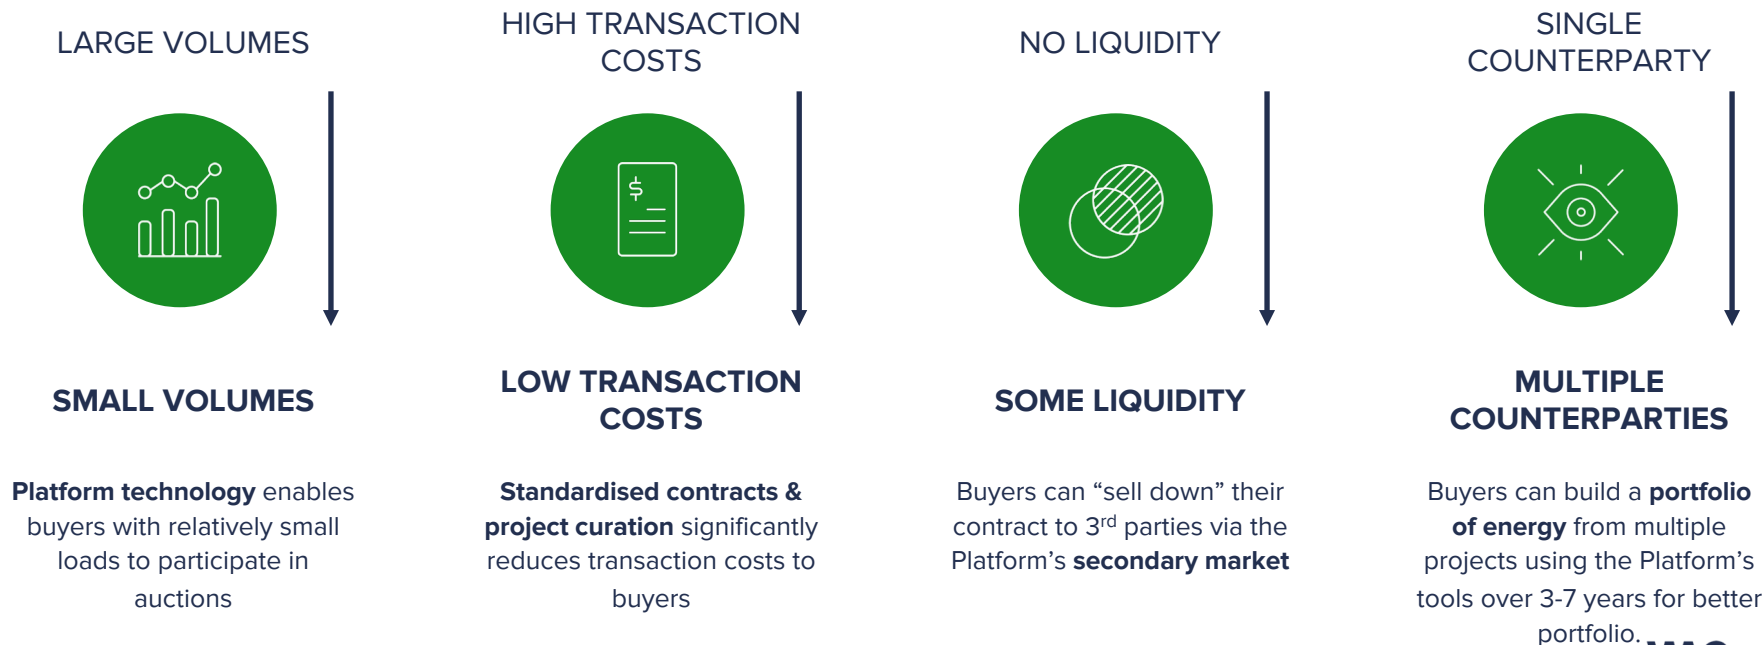 LARGE VOLUMES
SMALL VOLUMES
Platform technology enables
buyers with relatively small
loads to participate in
auctions
HIGH TRANSACTION
COSTS
$
LOW TRANSACTION
COSTS
Standardised contracts &
project curation significantly
reduces transaction costs to
buyers
NO LIQUIDITY
SOME LIQUIDITY
Buyers can “sell down” their
contract to 3rd parties via the
Platform’s secondary market
SINGLE
COUNTERPARTY
MULTIPLE
COUNTERPARTIES
Buyers can build a portfolio
of energy from multiple
projects using the Platform’s
tools over 3-7 years for better
portfolio.